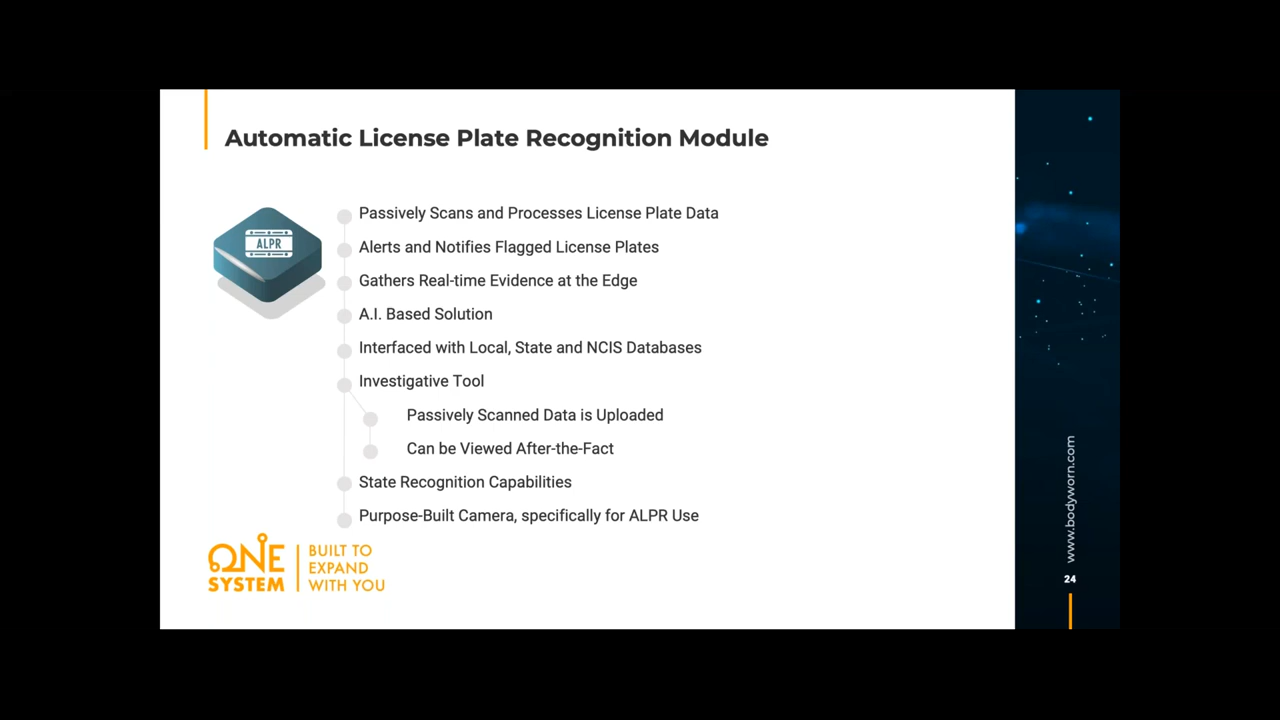 Automatic License Plate Recognition Module
ALPR
Passively Scans and Processes License Plate Data
Alerts and Notifies Flagged License Plates
Gathers Real-time Evidence at the Edge
A.I. Based Solution
Interfaced with Local, State and NCIS Databases
Investigative Tool
Passively Scanned Data is Uploaded
Can be Viewed After-the-Fact
State Recognition Capabilities
Purpose-Built Camera, specifically for ALPR Use
ONE
SYSTEM
BUILT TO
EXPAND
WITH YOU
www.bodyworn.com
24